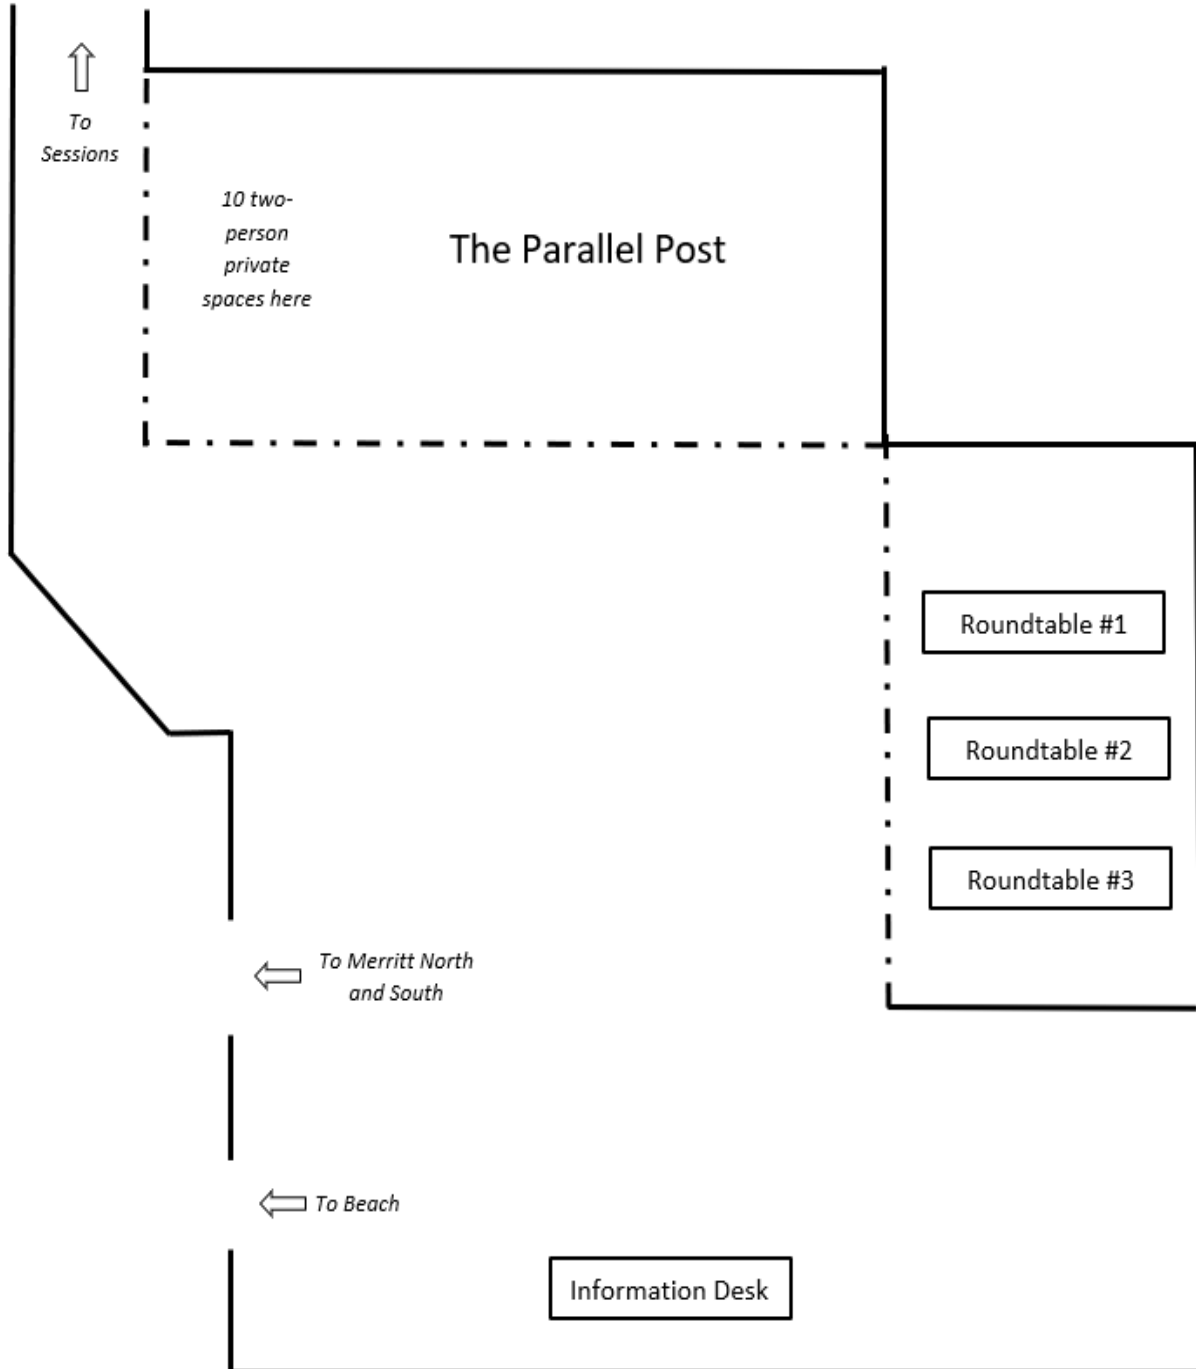 To
Sessions
10 two-
person
private
spaces here
The Parallel Post
Roundtable #1
Roundtable #2
Roundtable #3
To Merritt North
and South
To Beach
Information Desk